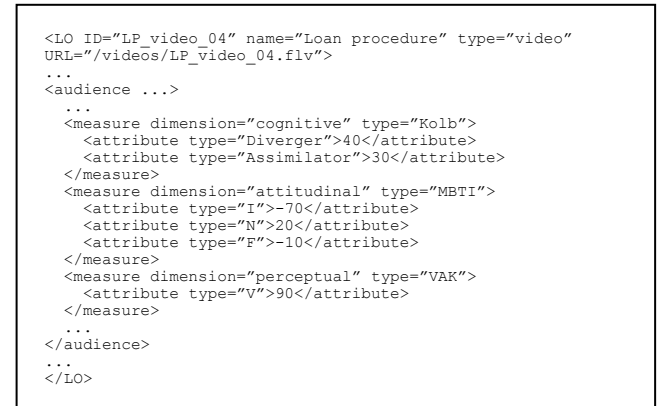 <LO ID="LP_video_04" name="Loan procedure" type="video"
URL="/videos/LP_video_04.flv">
...
<audience ...>
  ...
  <measure dimension="cognitive" type="Kolb">
    <attribute type="Diverger">40</attribute>
    <attribute type="Assimilator">30</attribute>
  </measure>
  <measure dimension="attitudinal" type="MBTI">
    <attribute type="I">-70</attribute>
    <attribute type="N">20</attribute>
    <attribute type="F">-10</attribute>
  </measure>
  <measure dimension="perceptual" type="VAK">
    <attribute type="V">90</attribute>
  </measure>
  ...
</audience>
...
</LO>